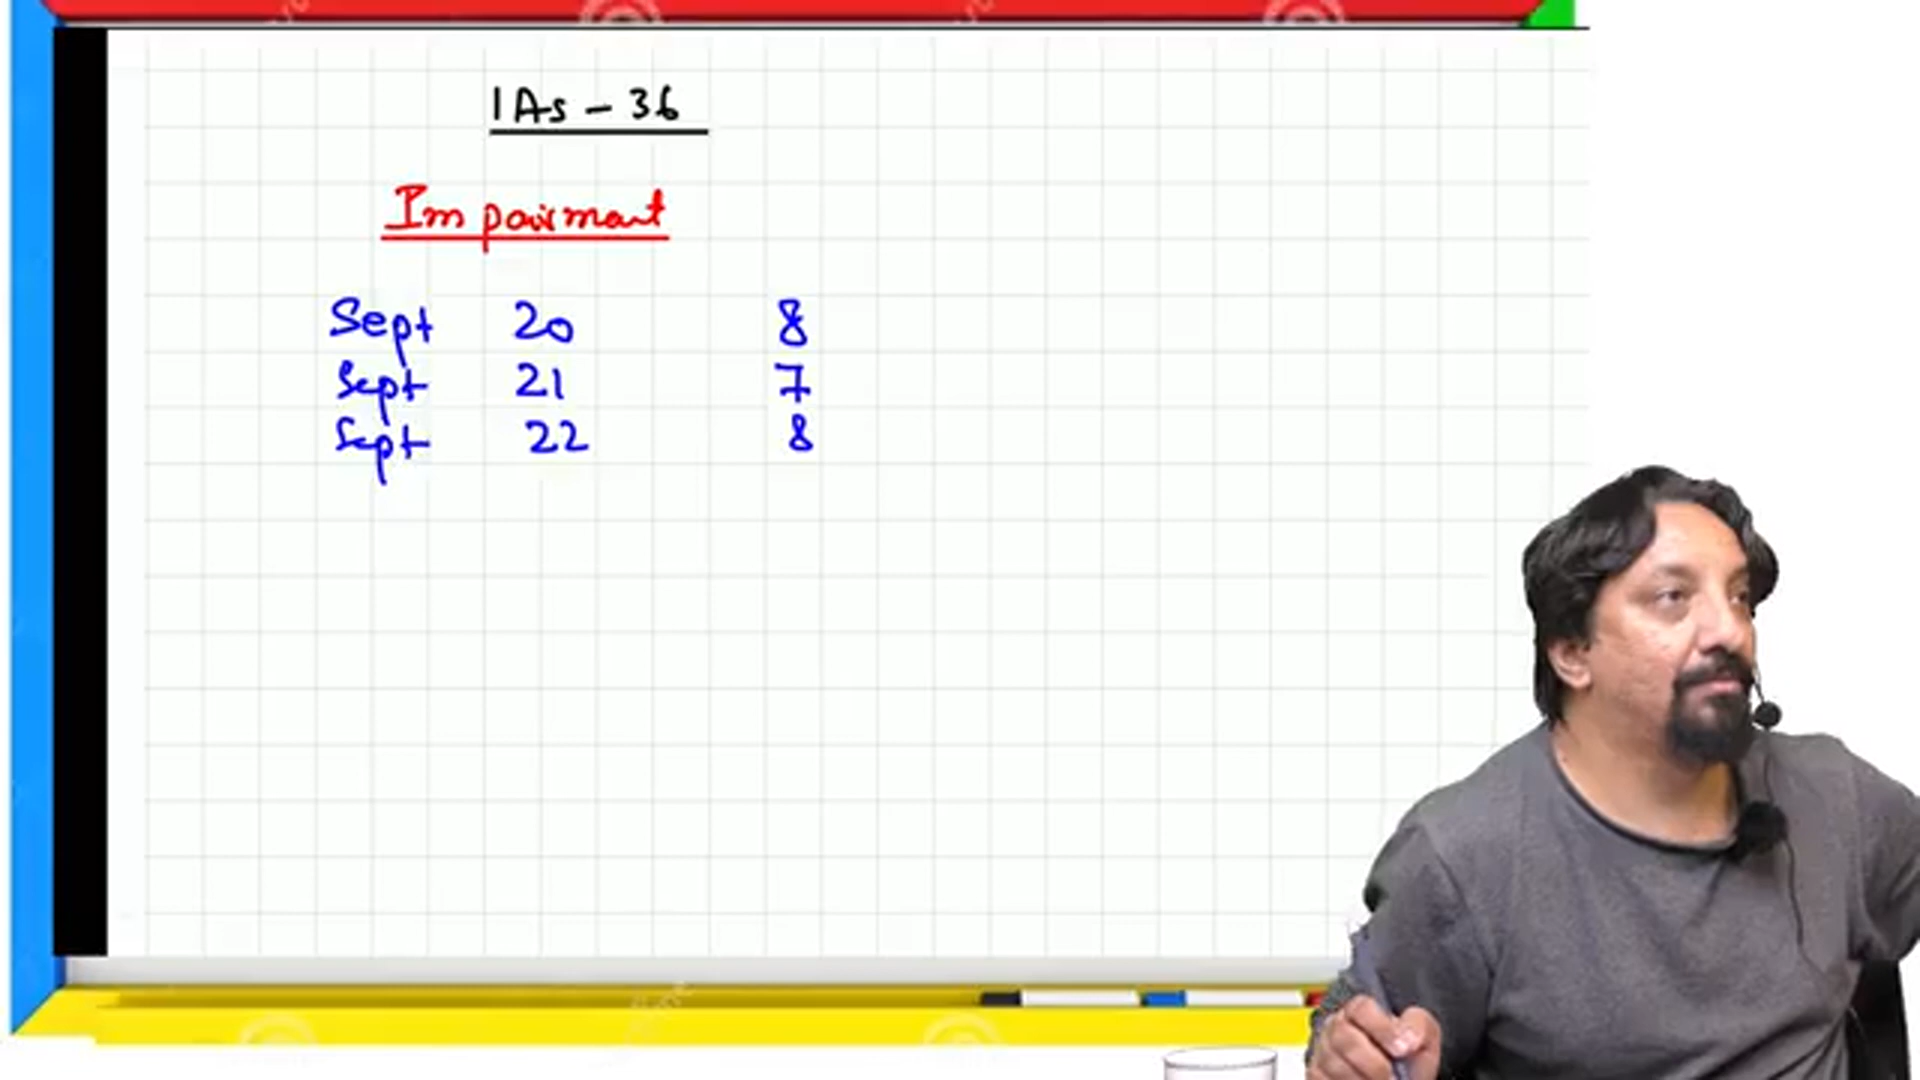 IAs - 36
Impairment
Sept 20 8
Sept 21 7
Sept 22 8